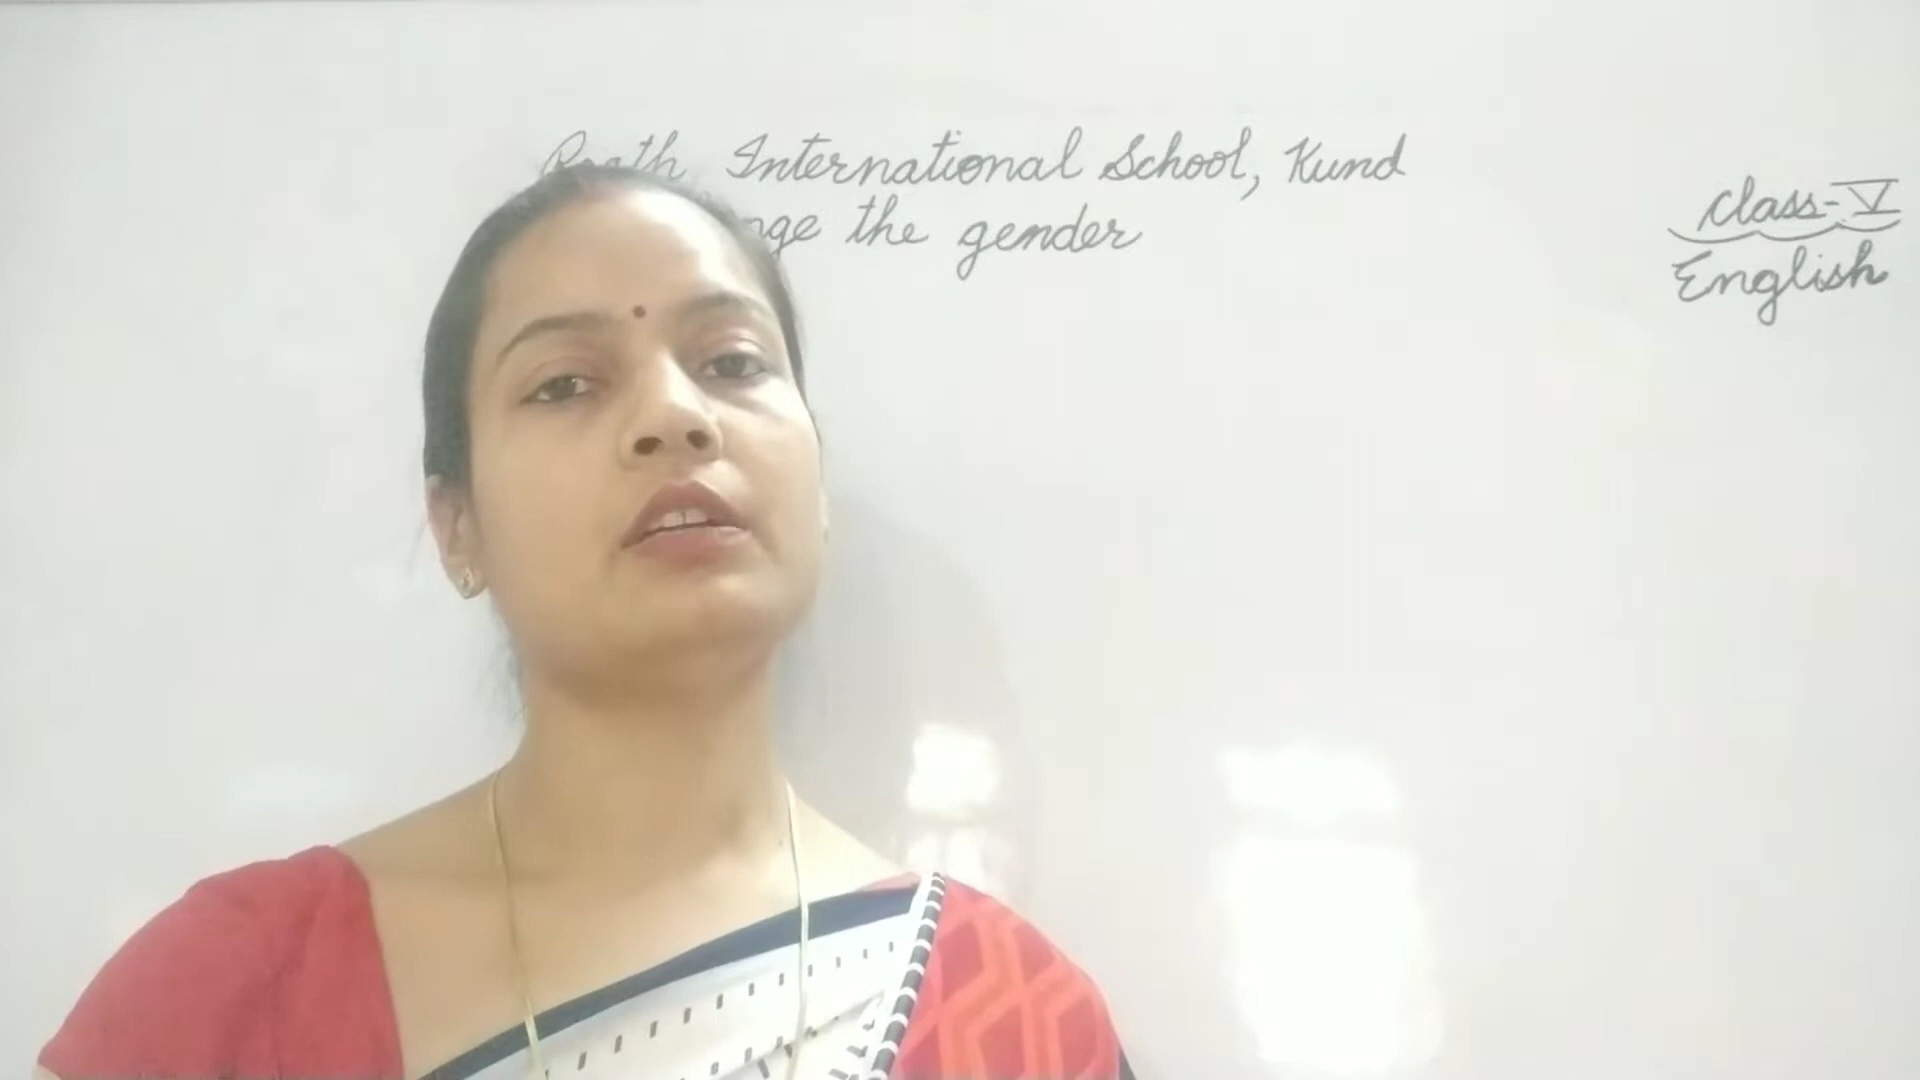 International School, Kund
the gender
Class-V
English